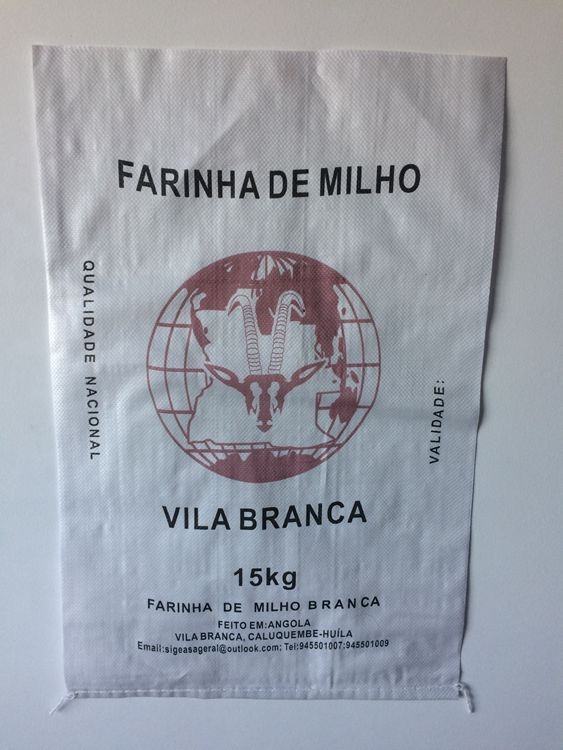 FARINHA DE MILHO
QUALIDADE NACIONAL
VALIDADE:
VILA BRANCA
15kg
FARINHA DE MILHO BRANCA
FEITO EM:ANGOLA
VILA BRANCA, CALUQUEMBE-HUÍLA
Email:sigeasageral@outlook.com; Tel:945501007;945501009